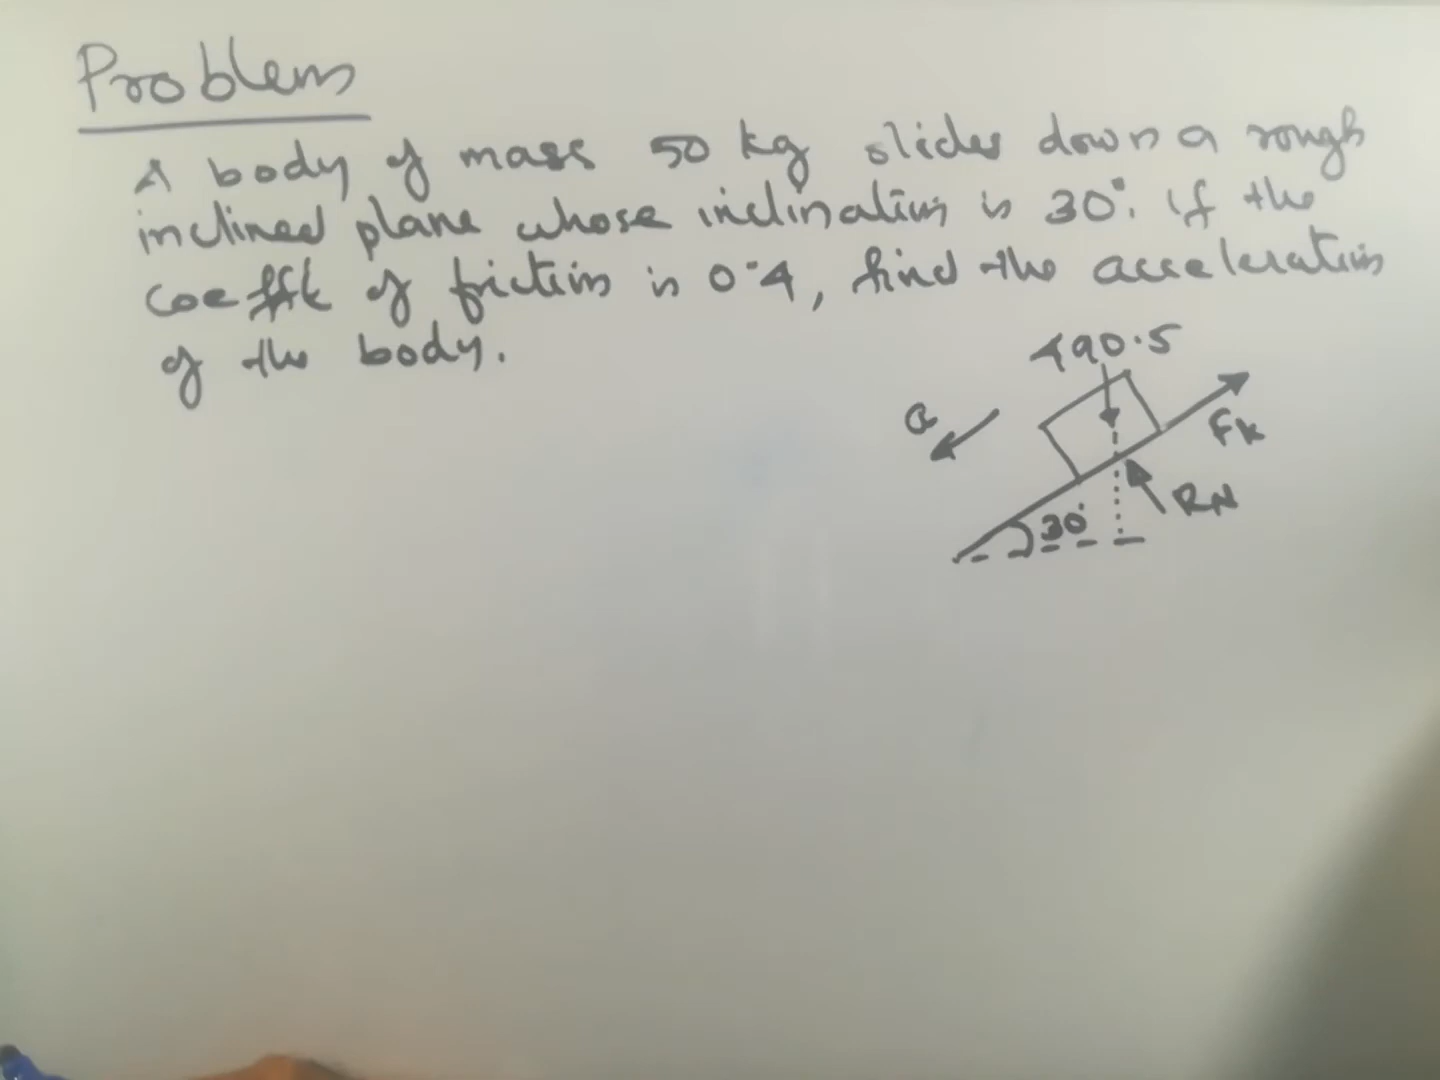 Problem
A body of mass 50 kg slides down a rough
inclined plane whose inclination is 30°. If the
coefft of friction is 0.4, find the acceleration
of the body.
490.5
a
Fk
RN
30°